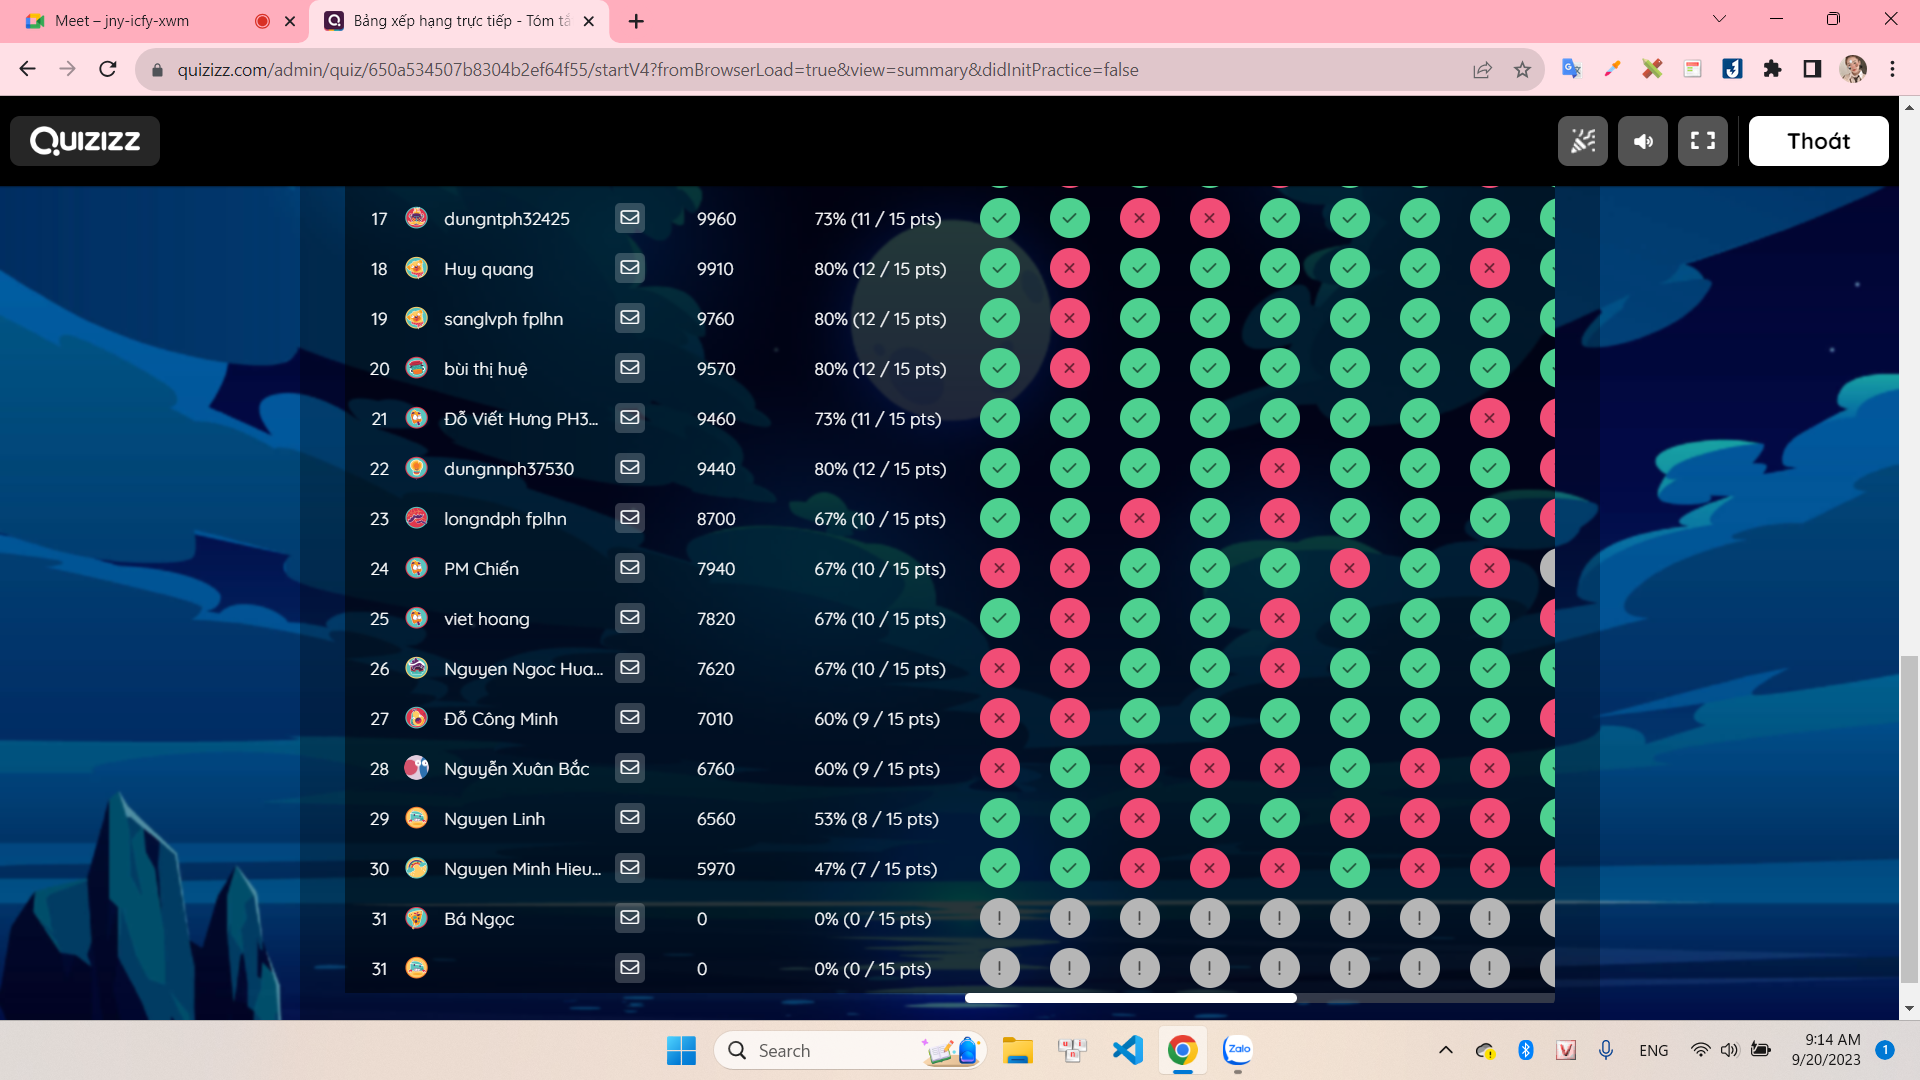 Meet – jny-icfy-xwm
Bảng xếp hạng trực tiếp - Tóm tắ
quizizz.com/admin/quiz/650a534507b8304b2ef64f55/startV4?fromBrowserLoad=true&view=summary&didInitPractice=false
QUIZIZZ
Thoát
17 dungntph32425 9960 73% (11 / 15 pts)
18 Huy quang 9910 80% (12 / 15 pts)
19 sanglvph fplhn 9760 80% (12 / 15 pts)
20 bùi thị huệ 9570 80% (12 / 15 pts)
21 Đỗ Viết Hưng PH3... 9460 73% (11 / 15 pts)
22 dungnnph37530 9440 80% (12 / 15 pts)
23 longndph fplhn 8700 67% (10 / 15 pts)
24 PM Chiến 7940 67% (10 / 15 pts)
25 viet hoang 7820 67% (10 / 15 pts)
26 Nguyen Ngoc Hua... 7620 67% (10 / 15 pts)
27 Đỗ Công Minh 7010 60% (9 / 15 pts)
28 Nguyễn Xuân Bắc 6760 60% (9 / 15 pts)
29 Nguyen Linh 6560 53% (8 / 15 pts)
30 Nguyen Minh Hieu... 5970 47% (7 / 15 pts)
31 Bá Ngọc 0 0% (0 / 15 pts)
31 0 0% (0 / 15 pts)
Search
Zalo
ENG
9:14 AM
9/20/2023
1